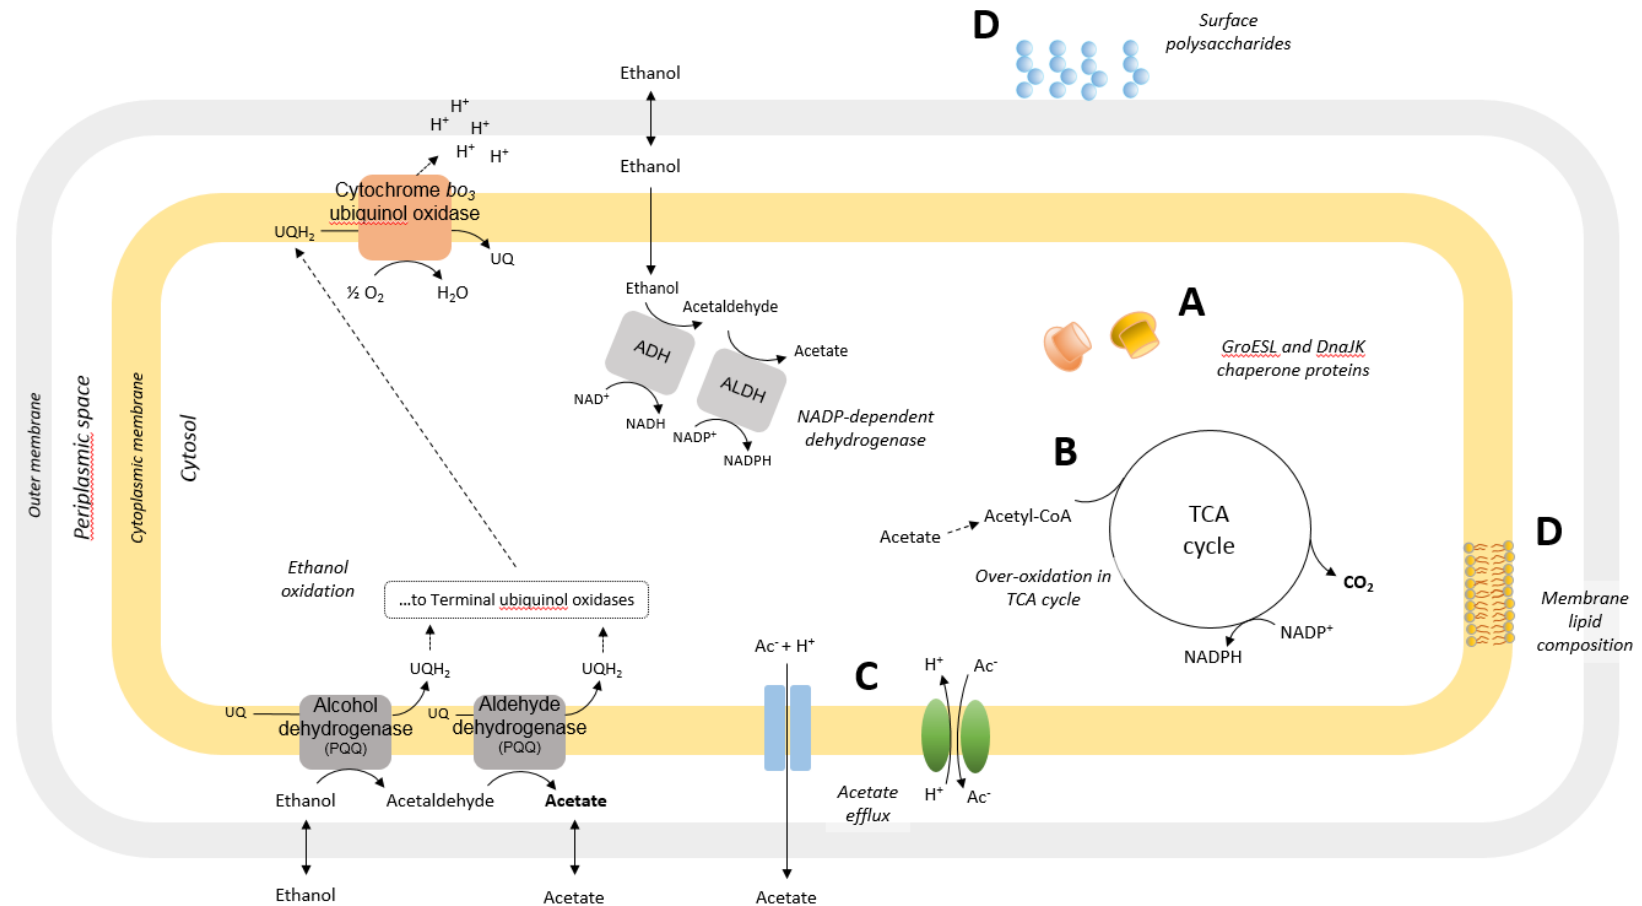 D
Surface
polysaccharides
Ethanol
H+
H+
H+
H+
H+
Ethanol
Cytochrome bo3
ubiquinol oxidase
UQH2
UQ
½ O2
H2O
Ethanol
Acetaldehyde
Acetate
ADH
ALDH
NAD+
NADH
NADP+
NADPH
NADP-dependent
dehydrogenase
A
GroESL and DnaJK
chaperone proteins
Outer membrane
Periplasmic space
Cytoplasmic membrane
Cytosol
B
Acetyl-CoA
Acetate
TCA
cycle
Over-oxidation in
TCA cycle
CO2
NADP+
NADPH
D
Membrane
lipid
composition
Ethanol
oxidation
...to Terminal ubiquinol oxidases
UQH2
UQH2
UQ
Alcohol
dehydrogenase
(PQQ)
UQ
Aldehyde
dehydrogenase
(PQQ)
Ethanol
Acetaldehyde
Acetate
Ethanol
Acetate
Ac- + H+
C
H+
Ac-
H+
Ac-
Acetate
efflux
Acetate